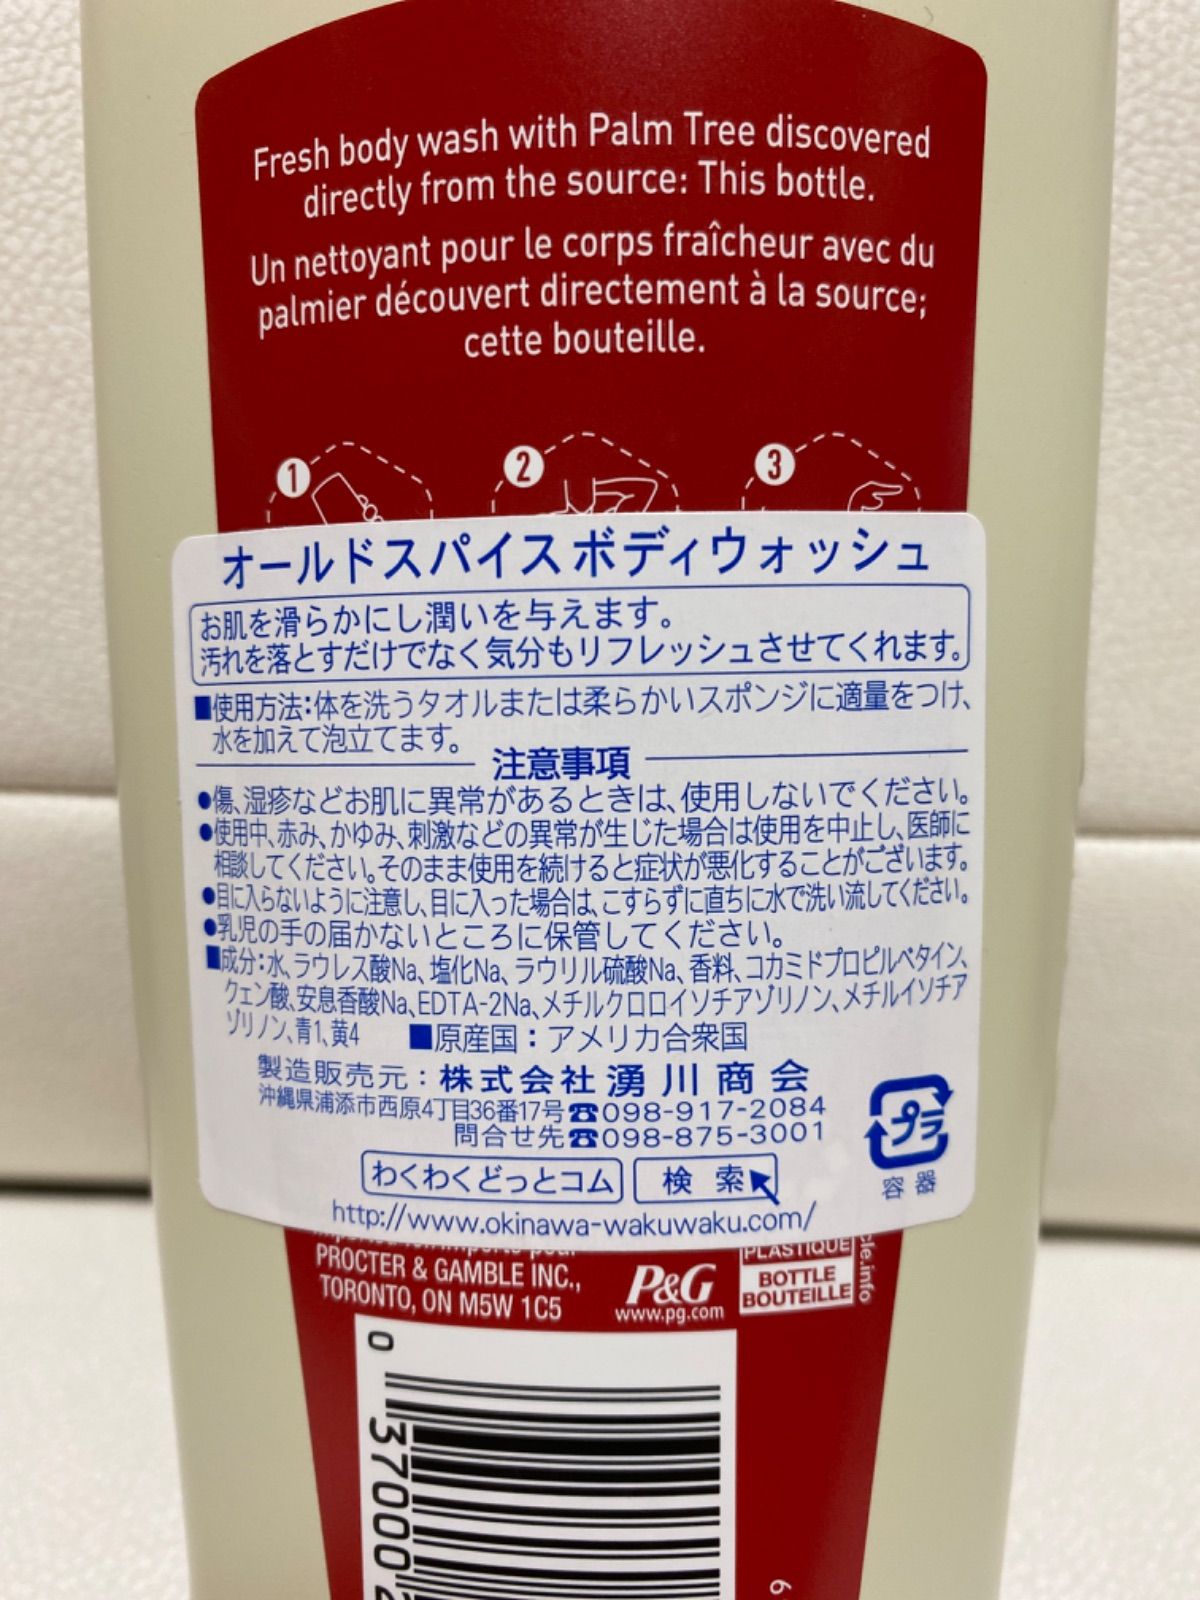 Fresh body wash with Palm Tree discovered
directly from the source: This bottle.
Un nettoyant pour le corps fraîcheur avec du
palmier découvert directement à la source;
cette bouteille.
1 2 3
オールドスパイス ボディウォッシュ
お肌を滑らかにし潤いを与えます。
汚れを落とすだけでなく気分もリフレッシュさせてくれます。
■使用方法:体を洗うタオルまたは柔らかいスポンジに適量をつけ、
水を加えて泡立てます。
注意事項
●傷、湿疹などお肌に異常があるときは、使用しないでください。
●使用中、赤み、かゆみ、刺激などの異常が生じた場合は使用を中止し、医師に
相談してください。そのまま使用を続けると症状が悪化することがございます。
●目に入らないように注意し、目に入った場合は、こすらずに直ちに水で洗い流してください。
●乳児の手の届かないところに保管してください。
■成分:水、ラウレス酸Na、塩化Na、ラウリル硫酸Na、香料、コカミドプロピルベタイン、
クェン酸、安息香酸Na、EDTA-2Na、メチルクロロイソチアゾリノン、メチルイソチア
ゾリノン、青1、黄4 ■原産国:アメリカ合衆国
製造販売元:株式会社湧川商会
沖縄県浦添市西原4丁目36番17号☎098-917-2084
問合せ先☎098-875-3001
わくわくどっとコム 検索
http://www.okinawa-wakuwaku.com/
プラ
容器
PROCTER & GAMBLE INC.,
TORONTO, ON M5W 1C5
P&G
www.pg.com
PLASTIQUE
BOTTLE
BOUTEILLE
cle.info
0
37000
6